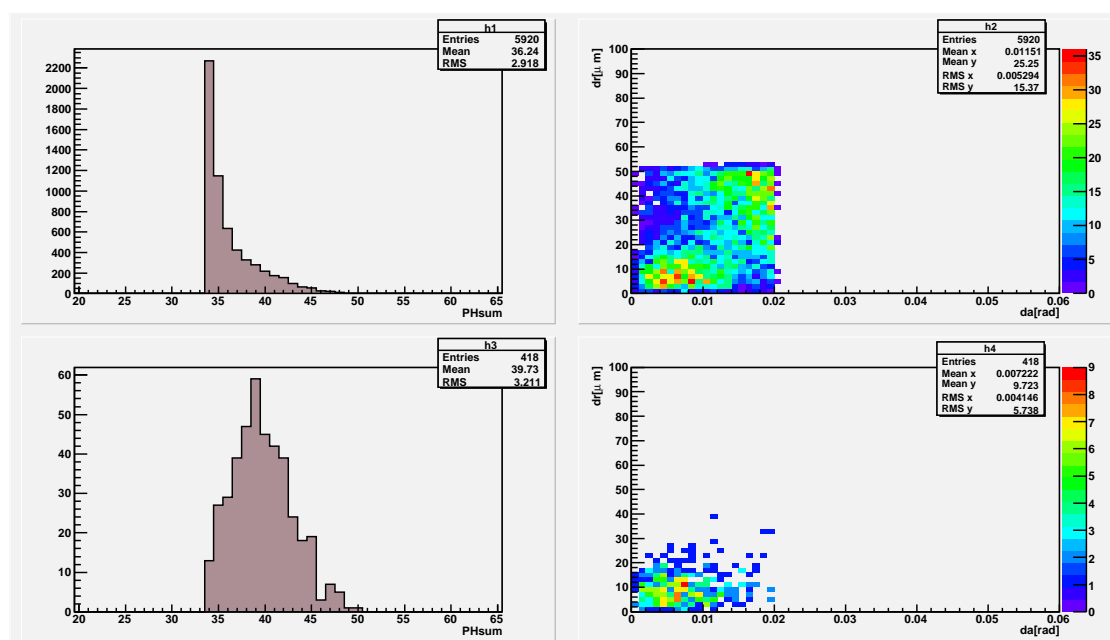 h1
Entries 5920
Mean 36.24
RMS 2.918
2200
2000
1800
1600
1400
1200
1000
800
600
400
200
0
20 25 30 35 40 45 50 55 60 65
PHsum
h2
Entries 5920
Mean x 0.01151
Mean y 25.25
RMS x 0.005294
RMS y 15.37
dr[μ m]
100
90
80
70
60
50
40
30
20
10
0
0 0.01 0.02 0.03 0.04 0.05 0.06
da[rad]
35
30
25
20
15
10
5
0
h3
Entries 418
Mean 39.73
RMS 3.211
60
50
40
30
20
10
0
20 25 30 35 40 45 50 55 60 65
PHsum
h4
Entries 418
Mean x 0.007222
Mean y 9.723
RMS x 0.004146
RMS y 5.738
dr[μ m]
100
90
80
70
60
50
40
30
20
10
0
0 0.01 0.02 0.03 0.04 0.05 0.06
da[rad]
9
8
7
6
5
4
3
2
1
0